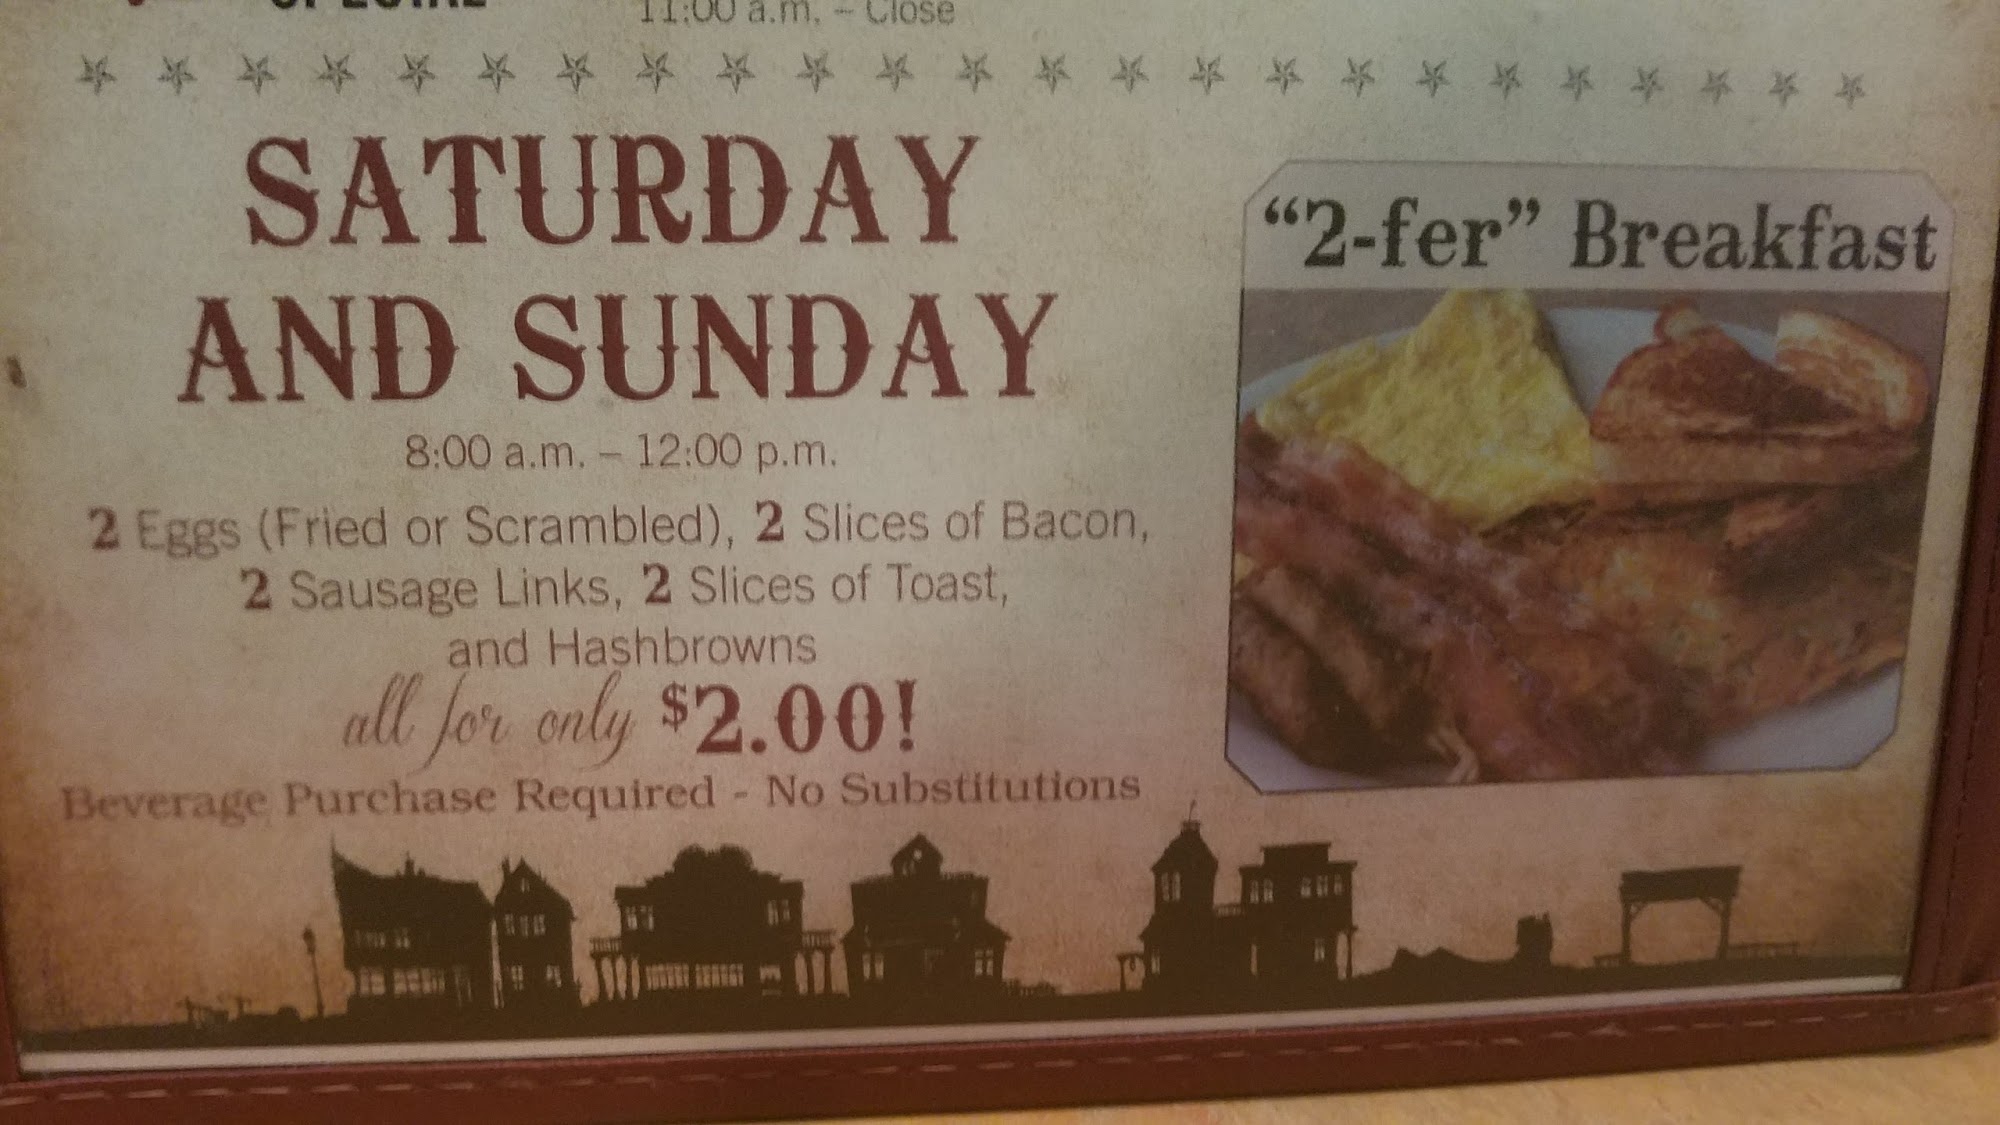 SPECIAL
11:00 a.m. – Close
SATURDAY
AND SUNDAY
8:00 a.m. – 12:00 p.m.
2 Eggs (Fried or Scrambled), 2 Slices of Bacon,
2 Sausage Links, 2 Slices of Toast,
and Hashbrowns
all for only $2.00!
Beverage Purchase Required - No Substitutions
“2-fer” Breakfast